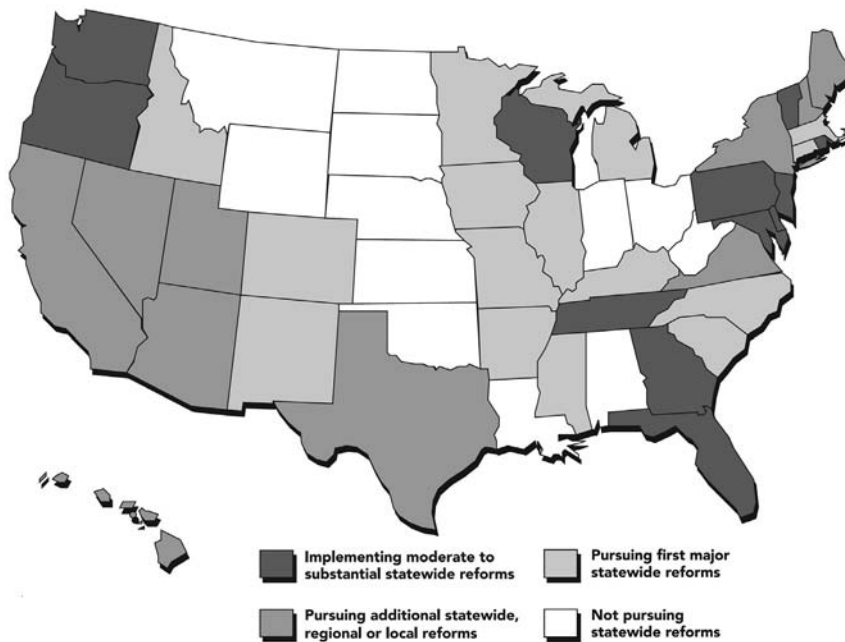 Implementing moderate to
substantial statewide reforms
Pursuing first major
statewide reforms
Pursuing additional statewide,
regional or local reforms
Not pursuing
statewide reforms